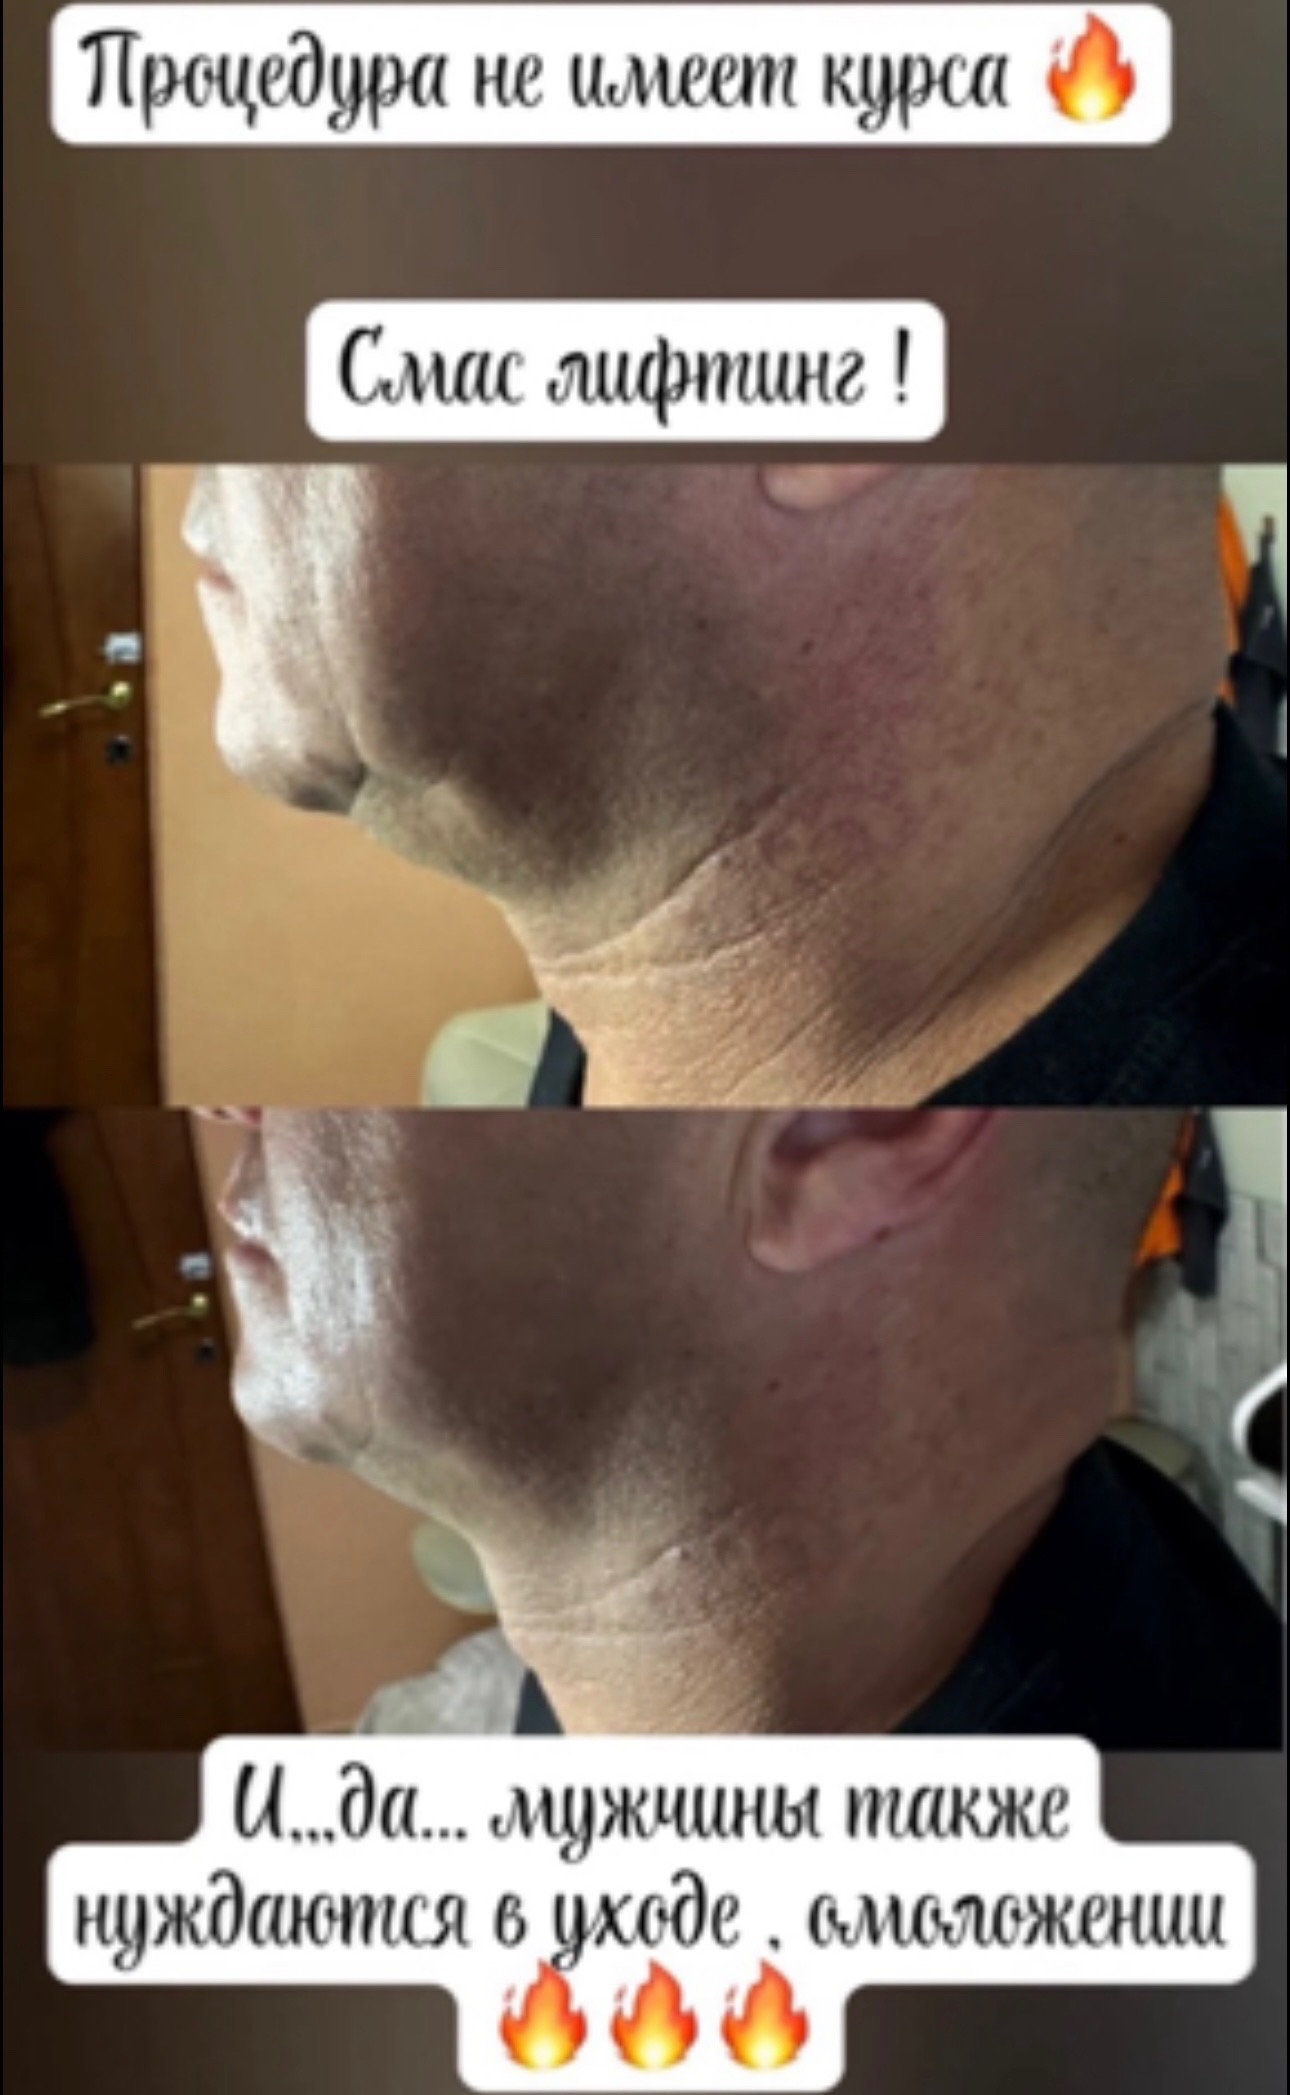 Процедура не имеет курса 🔥
Смас лифтинг !
И...да... мужчины также
нуждаются в уходе , омоложении
🔥🔥🔥